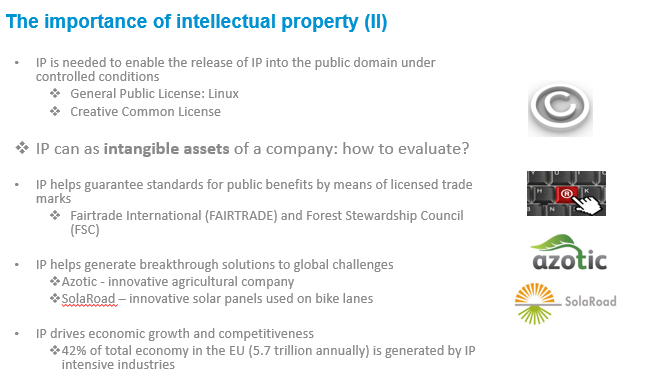 The importance of intellectual property (II)
• IP is needed to enable the release of IP into the public domain under
controlled conditions
❖ General Public License: Linux
❖ Creative Common License
❖ IP can as intangible assets of a company: how to evaluate?
• IP helps guarantee standards for public benefits by means of licensed trade
marks
❖ Fairtrade International (FAIRTRADE) and Forest Stewardship Council
(FSC)
• IP helps generate breakthrough solutions to global challenges
❖Azotic - innovative agricultural company
❖SolaRoad – innovative solar panels used on bike lanes
• IP drives economic growth and competitiveness
❖42% of total economy in the EU (5.7 trillion annually) is generated by IP
intensive industries
©
U
H ® K
B N
azotic
SolaRoad